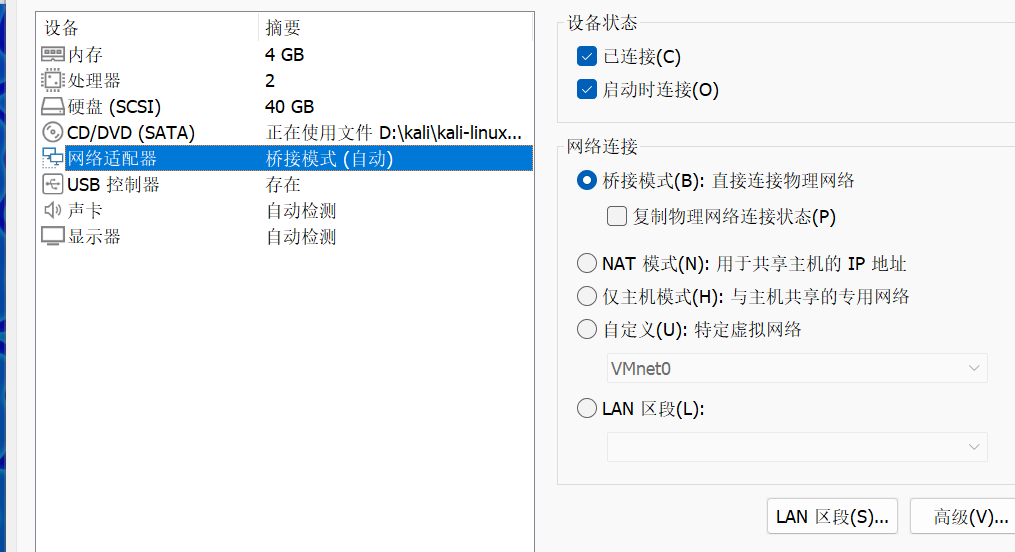 设备 摘要
内存 4 GB
处理器 2
硬盘 (SCSI) 40 GB
CD/DVD (SATA) 正在使用文件 D:\kali\kali-linux...
网络适配器 桥接模式 (自动)
USB 控制器 存在
声卡 自动检测
显示器 自动检测
设备状态
已连接(C)
启动时连接(O)
网络连接
桥接模式(B): 直接连接物理网络
复制物理网络连接状态(P)
NAT 模式(N): 用于共享主机的 IP 地址
仅主机模式(H): 与主机共享的专用网络
自定义(U): 特定虚拟网络
VMnet0
LAN 区段(L):
LAN 区段(S)... 高级(V)...